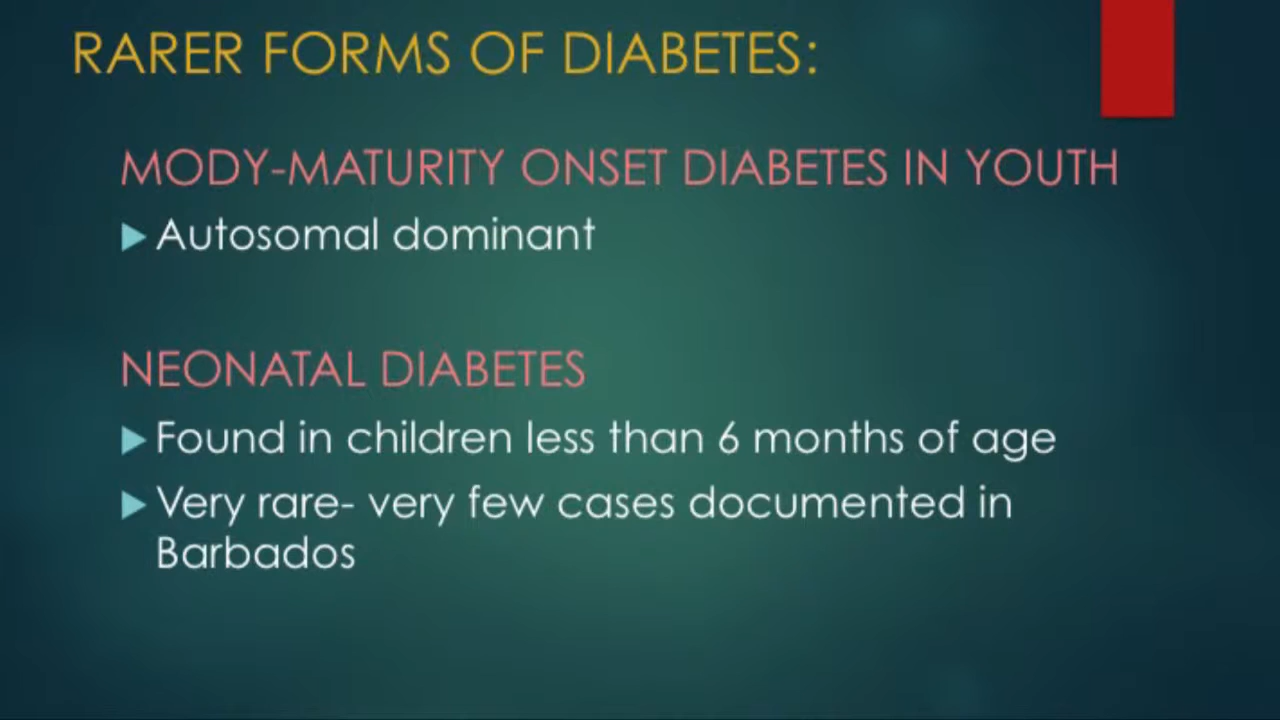 RARER FORMS OF DIABETES:
MODY-MATURITY ONSET DIABETES IN YOUTH
Autosomal dominant
NEONATAL DIABETES
Found in children less than 6 months of age
Very rare- very few cases documented in
Barbados